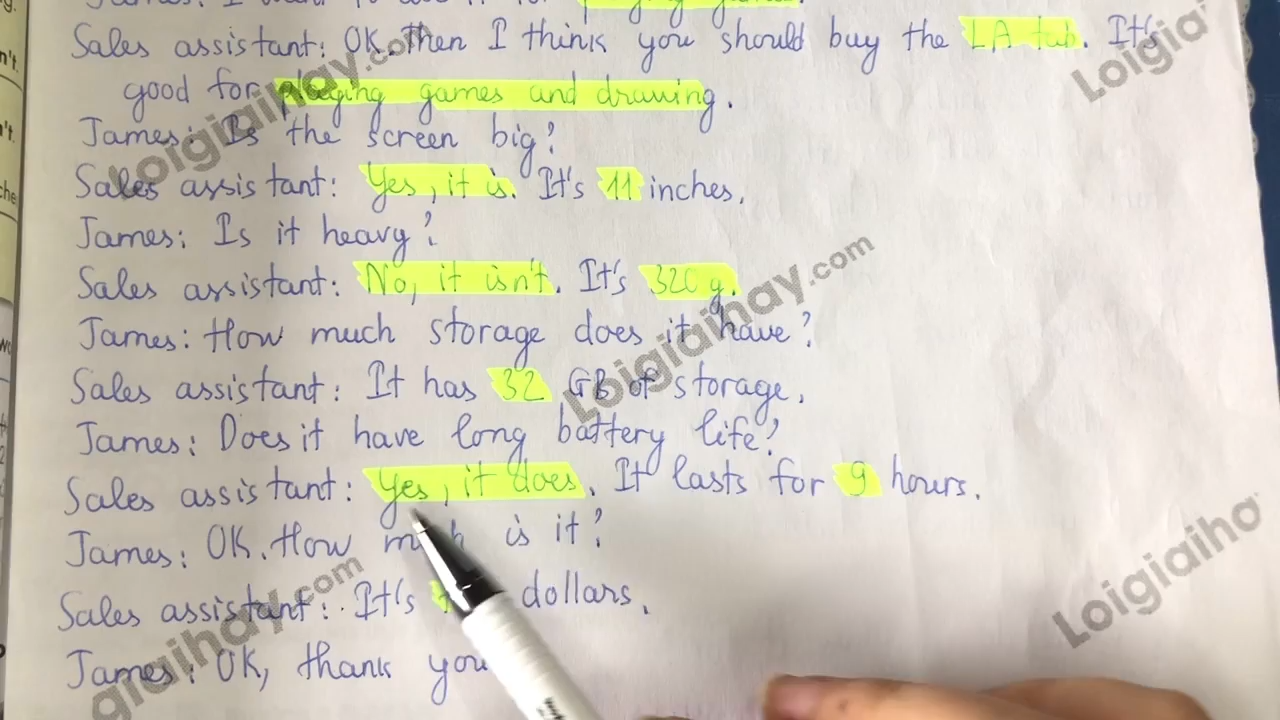 Sales assistant: OK. Then I think you should buy the LA tab. It's
good for playing games and drawing.
James: Is the screen big?
Sales assistant: Yes, it is. It's 11 inches.
James: Is it heavy?
Sales assistant: No, it isn't. It's 320 g.
James: How much storage does it have?
Sales assistant: It has 32 GB of storage.
James: Does it have long battery life?
Sales assistant: Yes, it does. It lasts for 9 hours.
James: OK. How much is it?
Sales assistant: It's dollars.
James: OK, thank you
Loigiaihay.com
Loigiaihay.com